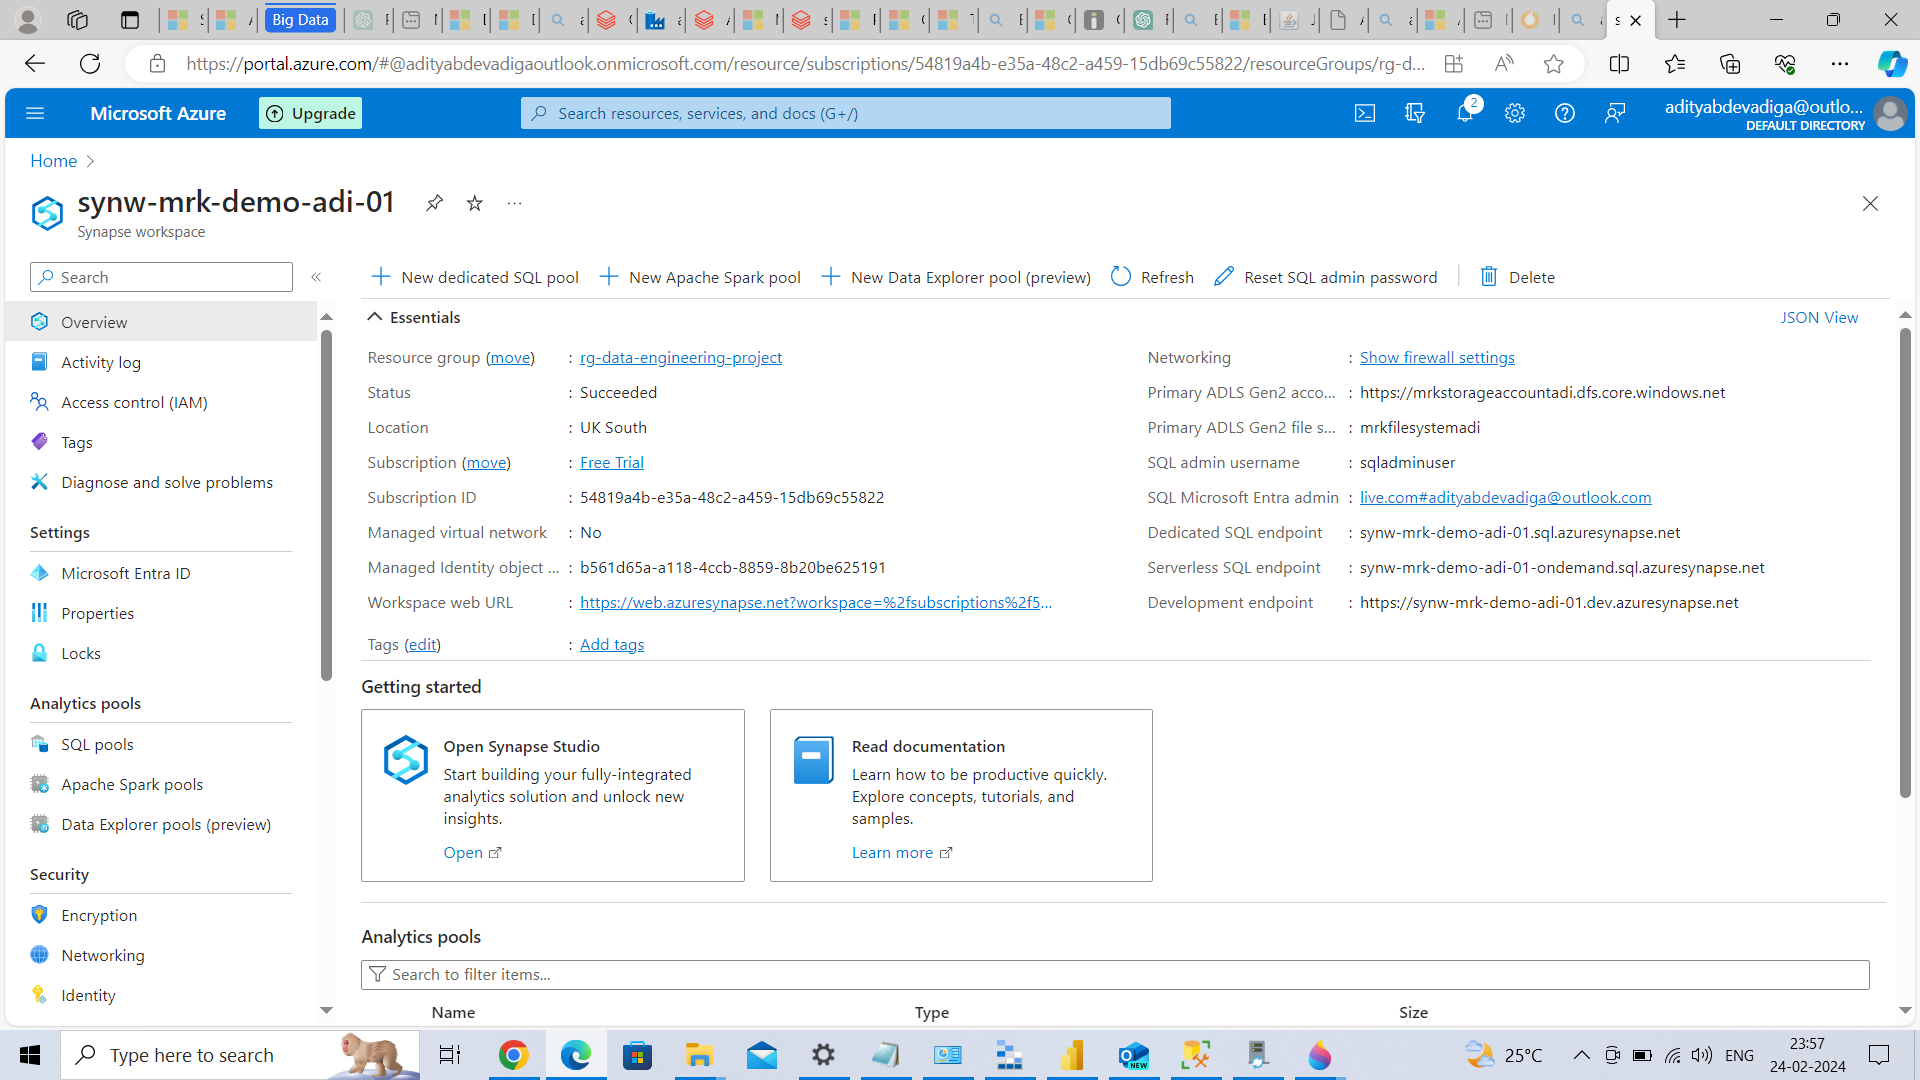 Big Data
https://portal.azure.com/#@adityabdevadigaoutlook.onmicrosoft.com/resource/subscriptions/54819a4b-e35a-48c2-a459-15db69c55822/resourceGroups/rg-d...
Microsoft Azure
Upgrade
Search resources, services, and docs (G+/)
2
adityabdevadiga@outlo...
DEFAULT DIRECTORY
Home
synw-mrk-demo-adi-01
Synapse workspace
Search
New dedicated SQL pool
New Apache Spark pool
New Data Explorer pool (preview)
Refresh
Reset SQL admin password
Delete
Overview
Activity log
Access control (IAM)
Tags
Diagnose and solve problems
Settings
Microsoft Entra ID
Properties
Locks
Analytics pools
SQL pools
Apache Spark pools
Data Explorer pools (preview)
Security
Encryption
Networking
Identity
Essentials
JSON View
Resource group (move) : rg-data-engineering-project
Status : Succeeded
Location : UK South
Subscription (move) : Free Trial
Subscription ID : 54819a4b-e35a-48c2-a459-15db69c55822
Managed virtual network : No
Managed Identity object ... : b561d65a-a118-4ccb-8859-8b20be625191
Workspace web URL : https://web.azuresynapse.net?workspace=%2fsubscriptions%2f5...
Tags (edit) : Add tags
Networking : Show firewall settings
Primary ADLS Gen2 acco... : https://mrkstorageaccountadi.dfs.core.windows.net
Primary ADLS Gen2 file s... : mrkfilesystemadi
SQL admin username : sqladminuser
SQL Microsoft Entra admin : live.com#adityabdevadiga@outlook.com
Dedicated SQL endpoint : synw-mrk-demo-adi-01.sql.azuresynapse.net
Serverless SQL endpoint : synw-mrk-demo-adi-01-ondemand.sql.azuresynapse.net
Development endpoint : https://synw-mrk-demo-adi-01.dev.azuresynapse.net
Getting started
Open Synapse Studio
Start building your fully-integrated
analytics solution and unlock new
insights.
Open
Read documentation
Learn how to be productive quickly.
Explore concepts, tutorials, and
samples.
Learn more
Analytics pools
Search to filter items...
Name
Type
Size
Type here to search
NEW
25°C
ENG
23:57
24-02-2024